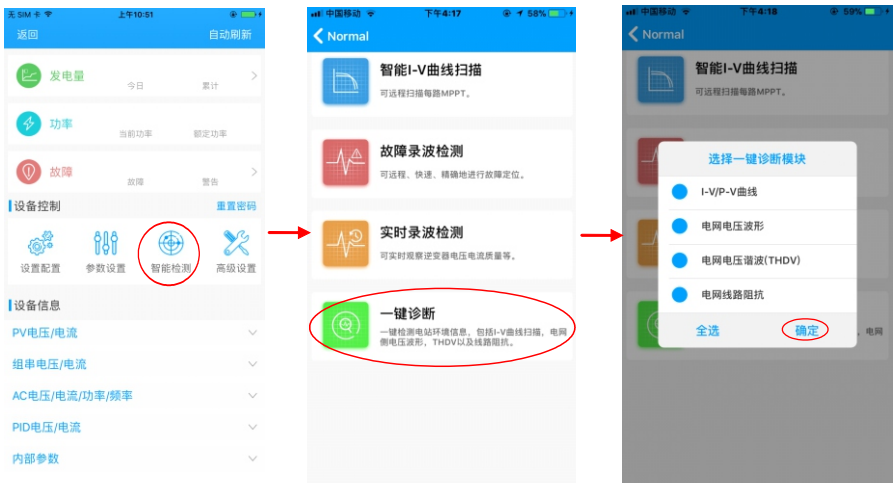 无 SIM 卡
上午10:51
返回
自动刷新
发电量
今日
累计
功率
当前功率
额定功率
故障
故障
警告
设备控制
重置密码
设置配置
参数设置
智能检测
高级设置
设备信息
PV电压/电流
组串电压/电流
AC电压/电流/功率/频率
PID电压/电流
内部参数
中国移动
下午4:17
58%
Normal
智能I-V曲线扫描
可远程扫描每路MPPT。
故障录波检测
可远程、快速、精确地进行故障定位。
实时录波检测
可实时观察逆变器电压电流质量等。
一键诊断
一键检测电站环境信息，包括I-V曲线扫描，电网
侧电压波形，THDV以及线路阻抗。
中国移动
下午4:18
59%
Normal
智能I-V曲线扫描
可远程扫描每路MPPT。
选择一键诊断模块
I-V/P-V曲线
电网电压波形
电网电压谐波(THDV)
电网线路阻抗
全选
确定
，电网